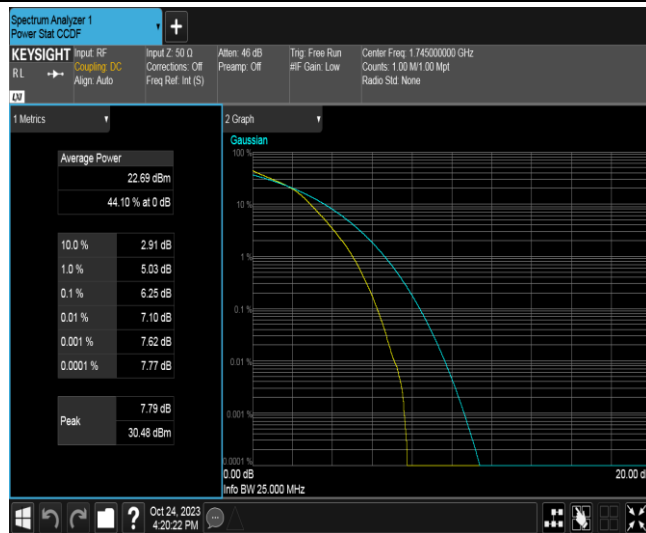 Spectrum Analyzer 1
Power Stat CCDF
KEYSIGHT
RL
Input: RF
Coupling: DC
Align: Auto
Input Z: 50 Ω
Corrections: Off
Freq Ref: Int (S)
Atten: 46 dB
Preamp: Off
Trig: Free Run
#IF Gain: Low
Center Freq: 1.745000000 GHz
Counts: 1.00 M/1.00 Mpt
Radio Std: None
1 Metrics
Average Power
22.69 dBm
44.10 % at 0 dB
10.0 % 2.91 dB
1.0 % 5.03 dB
0.1 % 6.25 dB
0.01 % 7.10 dB
0.001 % 7.62 dB
0.0001 % 7.77 dB
Peak 7.79 dB
30.48 dBm
2 Graph
Gaussian
100 %
10 %
1 %
0.1 %
0.01 %
0.001 %
0.0001 %
0.00 dB
20.00 d
Info BW 25.000 MHz
?
Oct 24, 2023
4:20:22 PM